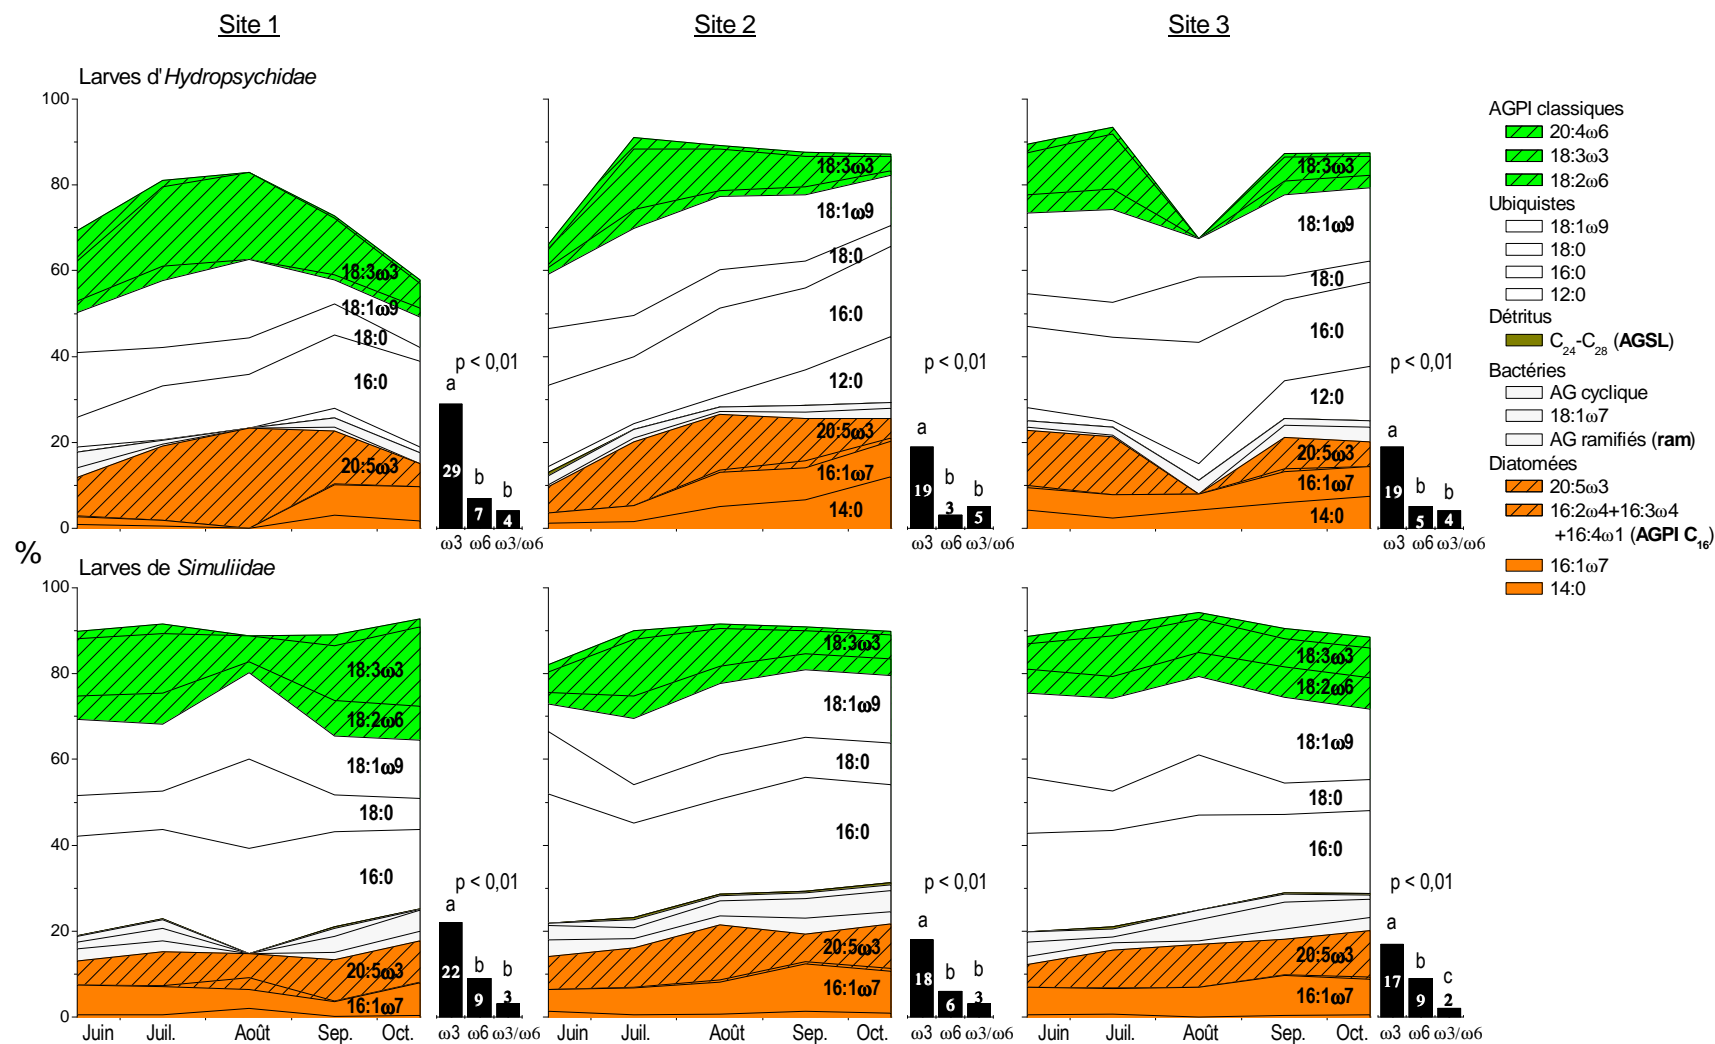 Site 1
Site 2
Site 3
Larves d'Hydropsychidae
100
80
60
40
20
0
18:3ω3
18:1ω9
18:0
16:0
20:5ω3
p < 0,01
a
29
b
7
b
4
ω3 ω6 ω3/ω6
18:3ω3
18:1ω9
18:0
16:0
12:0
20:5ω3
16:1ω7
14:0
p < 0,01
a
19
b
3
b
5
ω3 ω6 ω3/ω6
18:3ω3
18:1ω9
18:0
16:0
12:0
20:5ω3
16:1ω7
14:0
p < 0,01
a
19
b
5
b
4
ω3 ω6 ω3/ω6
AGPI classiques
20:4ω6
18:3ω3
18:2ω6
Ubiquistes
18:1ω9
18:0
16:0
12:0
Détritus
C24-C28 (AGSL)
Bactéries
AG cyclique
18:1ω7
AG ramifiés (ram)
Diatomées
20:5ω3
16:2ω4+16:3ω4
+16:4ω1 (AGPI C16)
16:1ω7
14:0
%
Larves de Simuliidae
100
80
60
40
20
0
18:3ω3
18:2ω6
18:1ω9
18:0
16:0
20:5ω3
16:1ω7
Juin Juil. Août Sep. Oct.
p < 0,01
a
22
b
9
b
3
ω3 ω6 ω3/ω6
18:3ω3
18:1ω9
18:0
16:0
20:5ω3
16:1ω7
Juin Juil. Août Sep. Oct.
p < 0,01
a
18
b
6
b
3
ω3 ω6 ω3/ω6
18:3ω3
18:2ω6
18:1ω9
18:0
16:0
20:5ω3
16:1ω7
Juin Juil. Août Sep. Oct.
p < 0,01
a
17
b
9
c
2
ω3 ω6 ω3/ω6